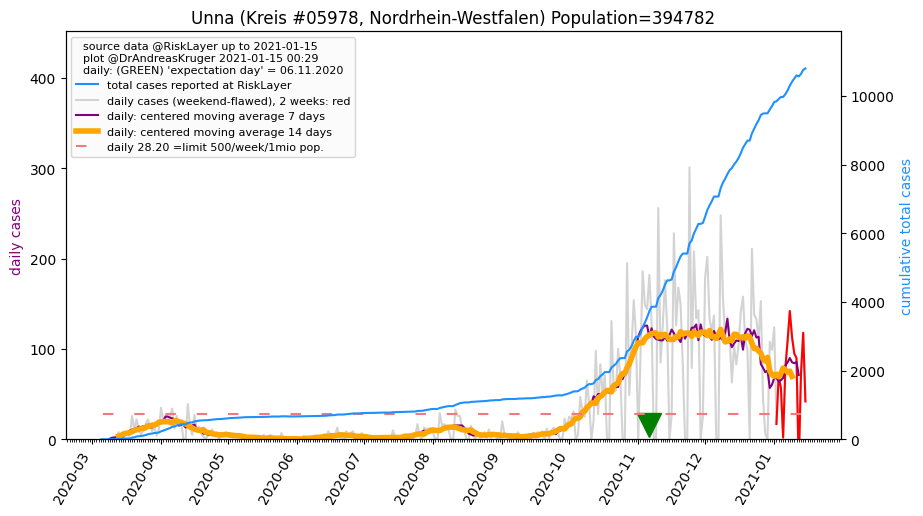 Unna (Kreis #05978, Nordrhein-Westfalen) Population=394782
source data @RiskLayer up to 2021-01-15
plot @DrAndreasKruger 2021-01-15 00:29
daily: (GREEN) 'expectation day' = 06.11.2020
total cases reported at RiskLayer
daily cases (weekend-flawed), 2 weeks: red
daily: centered moving average 7 days
daily: centered moving average 14 days
daily 28.20 =limit 500/week/1mio pop.
daily cases
400
300
200
100
0
cumulative total cases
10000
8000
6000
4000
2000
0
2020-03
2020-04
2020-05
2020-06
2020-07
2020-08
2020-09
2020-10
2020-11
2020-12
2021-01